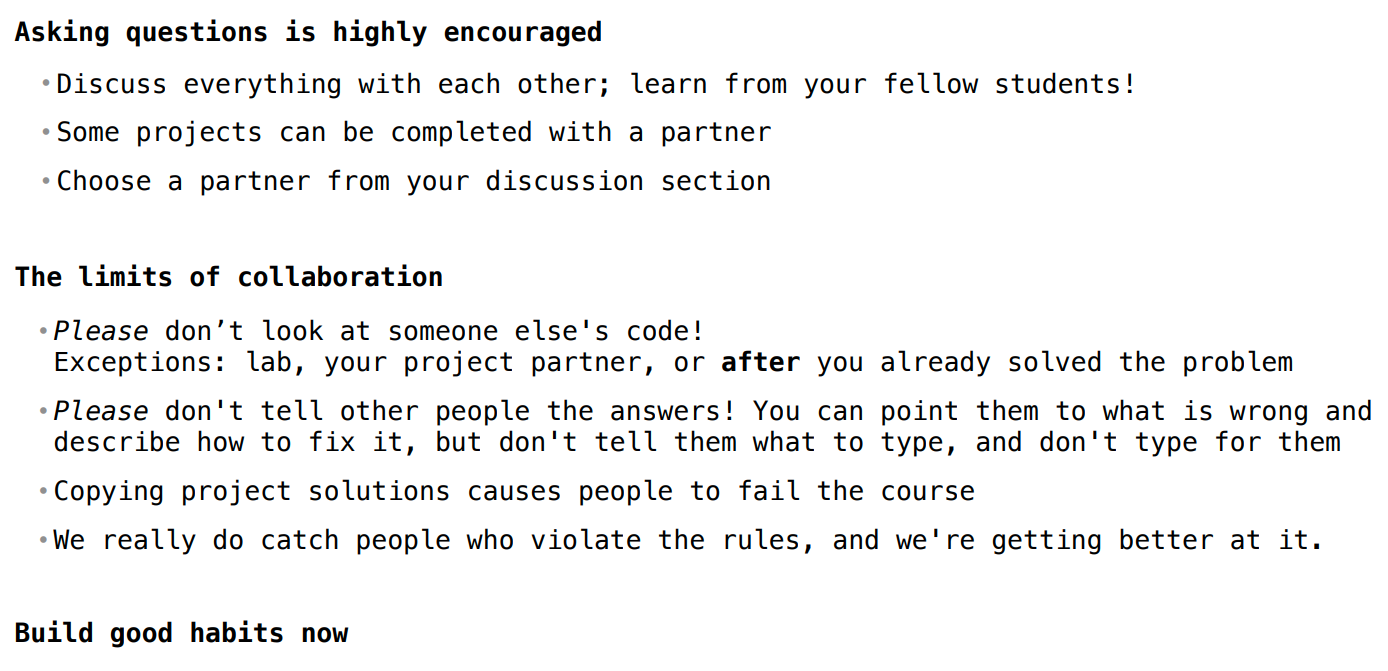 Asking questions is highly encouraged
•Discuss everything with each other; learn from your fellow students!
•Some projects can be completed with a partner
•Choose a partner from your discussion section
The limits of collaboration
•Please don’t look at someone else's code!
Exceptions: lab, your project partner, or after you already solved the problem
•Please don't tell other people the answers! You can point them to what is wrong and
describe how to fix it, but don't tell them what to type, and don't type for them
•Copying project solutions causes people to fail the course
•We really do catch people who violate the rules, and we're getting better at it.
Build good habits now